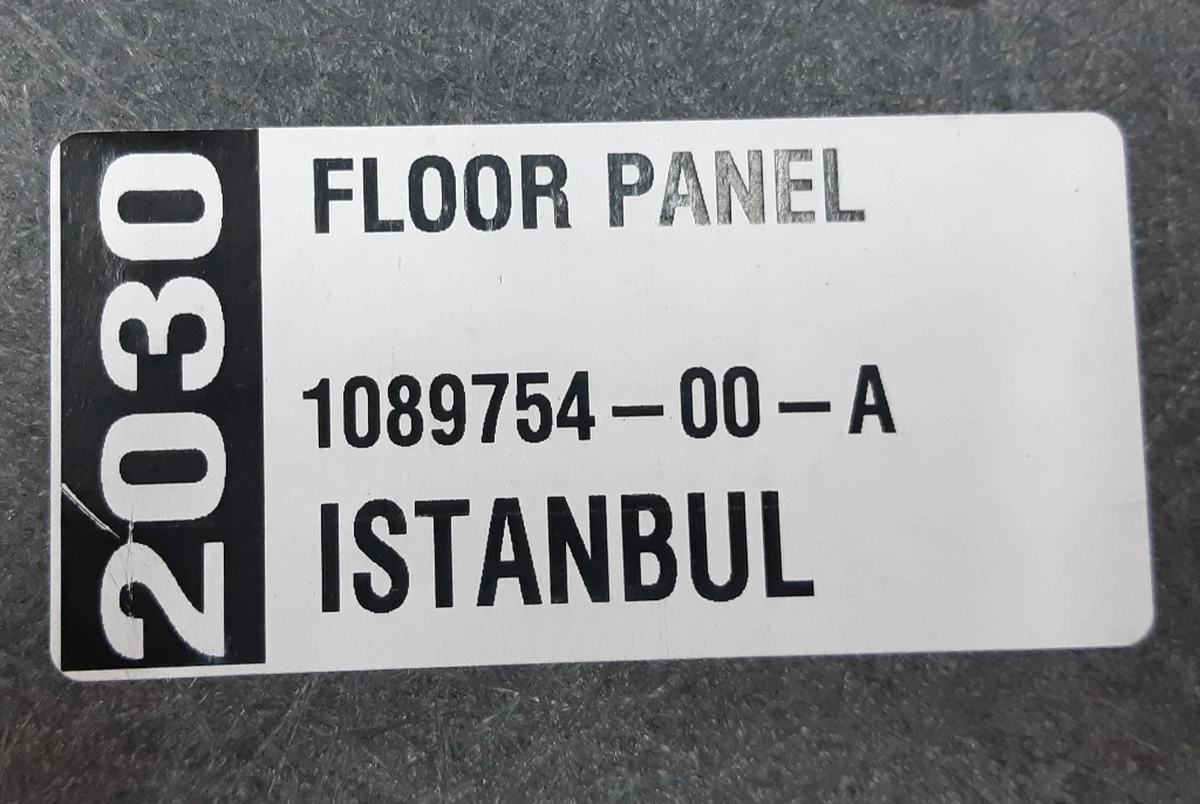 2030
FLOOR PANEL
1089754-00-A
ISTANBUL